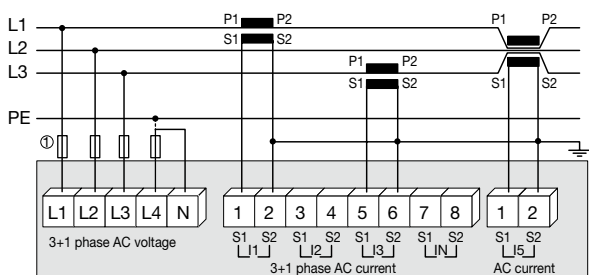 L1 P1 P2 P1 P2
L2 S1 S2 P1 P2
L3 S1 S2 S1 S2
PE
①
L1 L2 L3 L4 N 1 2 3 4 5 6 7 8 1 2
S1 S2 S1 S2 S1 S2 S1 S2 S1 S2
I1 I2 I3 IN I5
3+1 phase AC voltage 3+1 phase AC current AC current